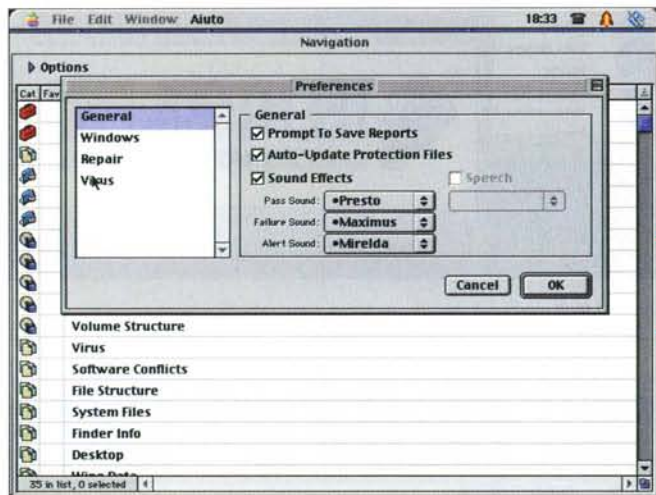 File Edit Window Aiuto 18:33
Navigation
Options
Preferences
Cat Fav
General
Windows
Repair
Virus
General
Prompt To Save Reports
Auto-Update Protection Files
Sound Effects
Speech
Pass Sound: •Presto
Failure Sound: •Maximus
Alert Sound: •Mirelda
Cancel OK
Volume Structure
Virus
Software Conflicts
File Structure
System Files
Finder Info
Desktop
35 in list, 0 selected